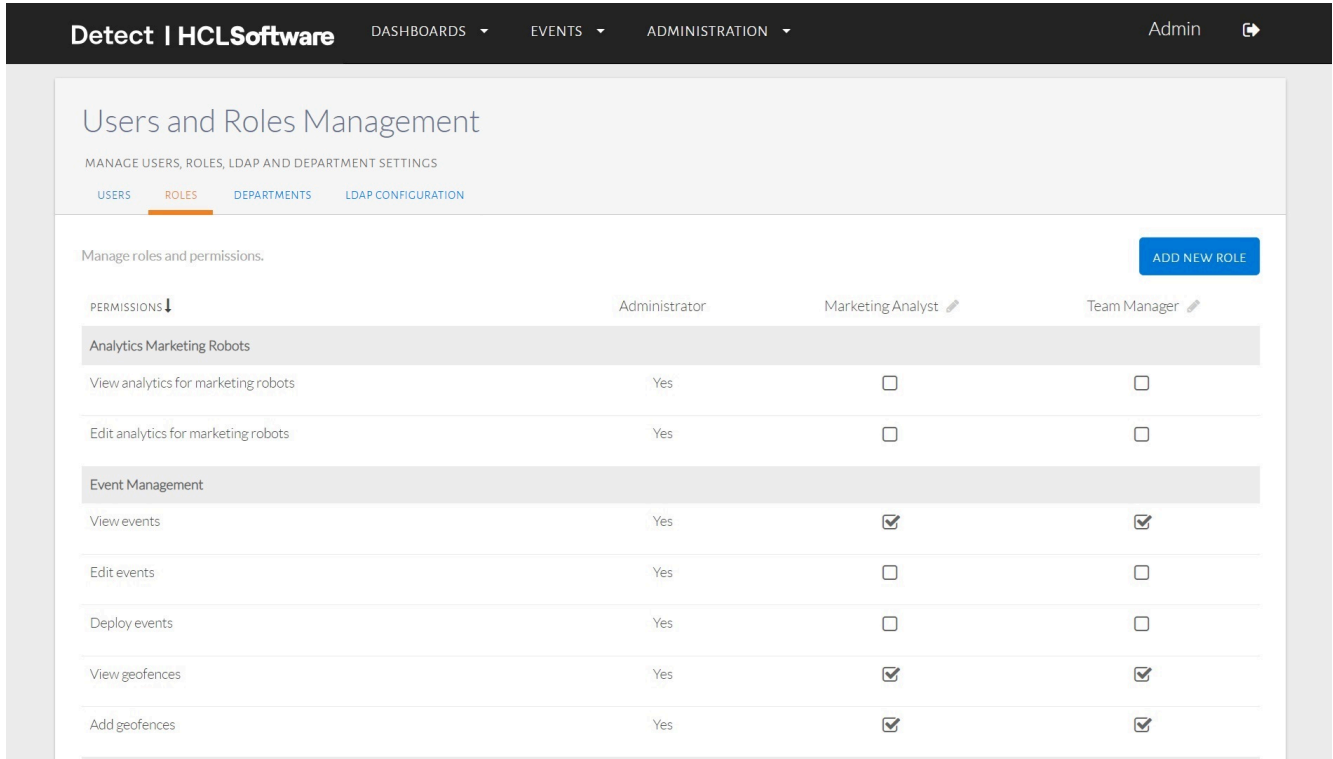 Detect | HCLSoftware DASHBOARDS EVENTS ADMINISTRATION Admin
Users and Roles Management
MANAGE USERS, ROLES, LDAP AND DEPARTMENT SETTINGS
USERS ROLES DEPARTMENTS LDAP CONFIGURATION
Manage roles and permissions. ADD NEW ROLE
PERMISSIONS Administrator Marketing Analyst Team Manager
Analytics Marketing Robots
View analytics for marketing robots Yes
Edit analytics for marketing robots Yes
Event Management
View events Yes
Edit events Yes
Deploy events Yes
View geofences Yes
Add geofences Yes